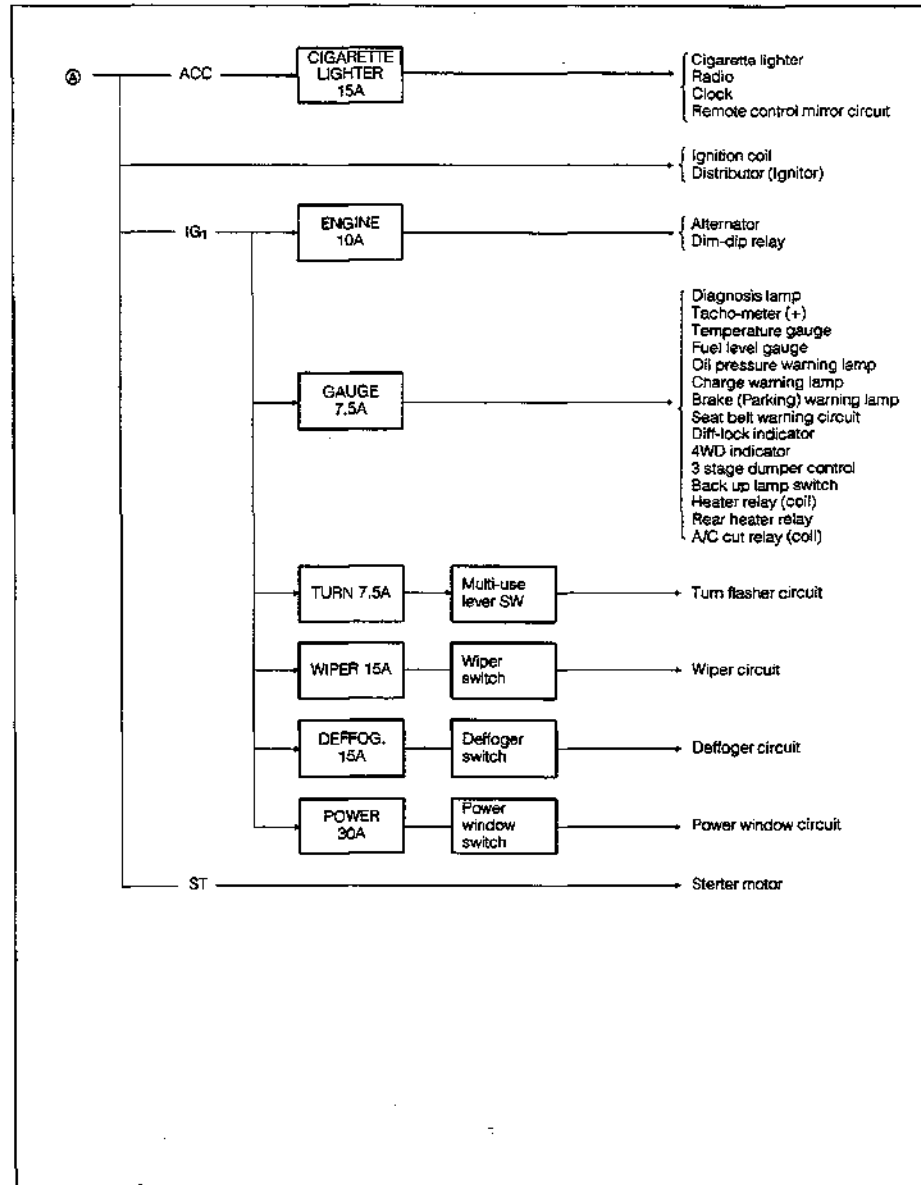 Ⓐ
ACC
CIGARETTE
LIGHTER
15A
Cigarette lighter
Radio
Clock
Remote control mirror circuit
Ignition coil
Distributor (Ignitor)
IG1
ENGINE
10A
Alternator
Dim-dip relay
GAUGE
7.5A
Diagnosis lamp
Tacho-meter (+)
Temperature gauge
Fuel level gauge
Oil pressure warning lamp
Charge warning lamp
Brake (Parking) warning lamp
Seat belt warning circuit
Diff-lock indicator
4WD indicator
3 stage dumper control
Back up lamp switch
Heater relay (coil)
Rear heater relay
A/C cut relay (coil)
TURN 7.5A
Multi-use
lever SW
Turn flasher circuit
WIPER 15A
Wiper
switch
Wiper circuit
DEFFOG.
15A
Deffoger
switch
Deffoger circuit
POWER
30A
Power
window
switch
Power window circuit
ST
Sterter motor